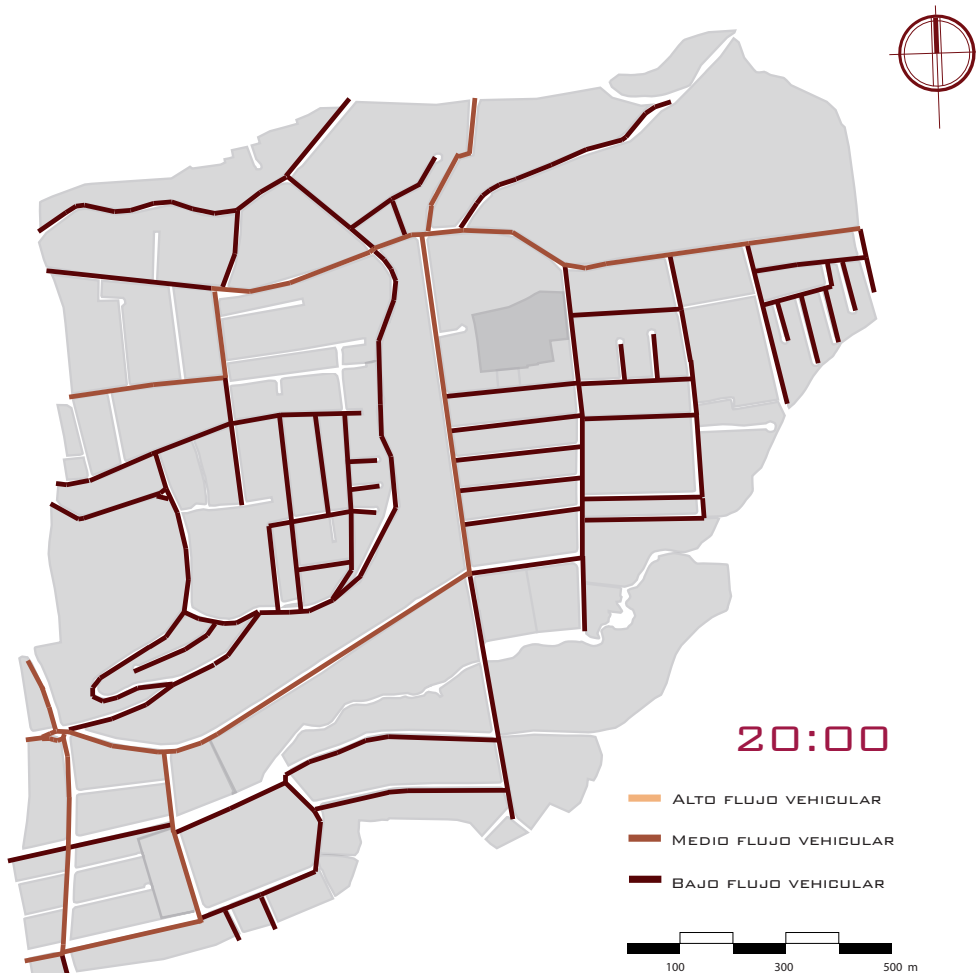 20:00
ALTO FLUJO VEHICULAR
MEDIO FLUJO VEHICULAR
BAJO FLUJO VEHICULAR
100 300 500 m